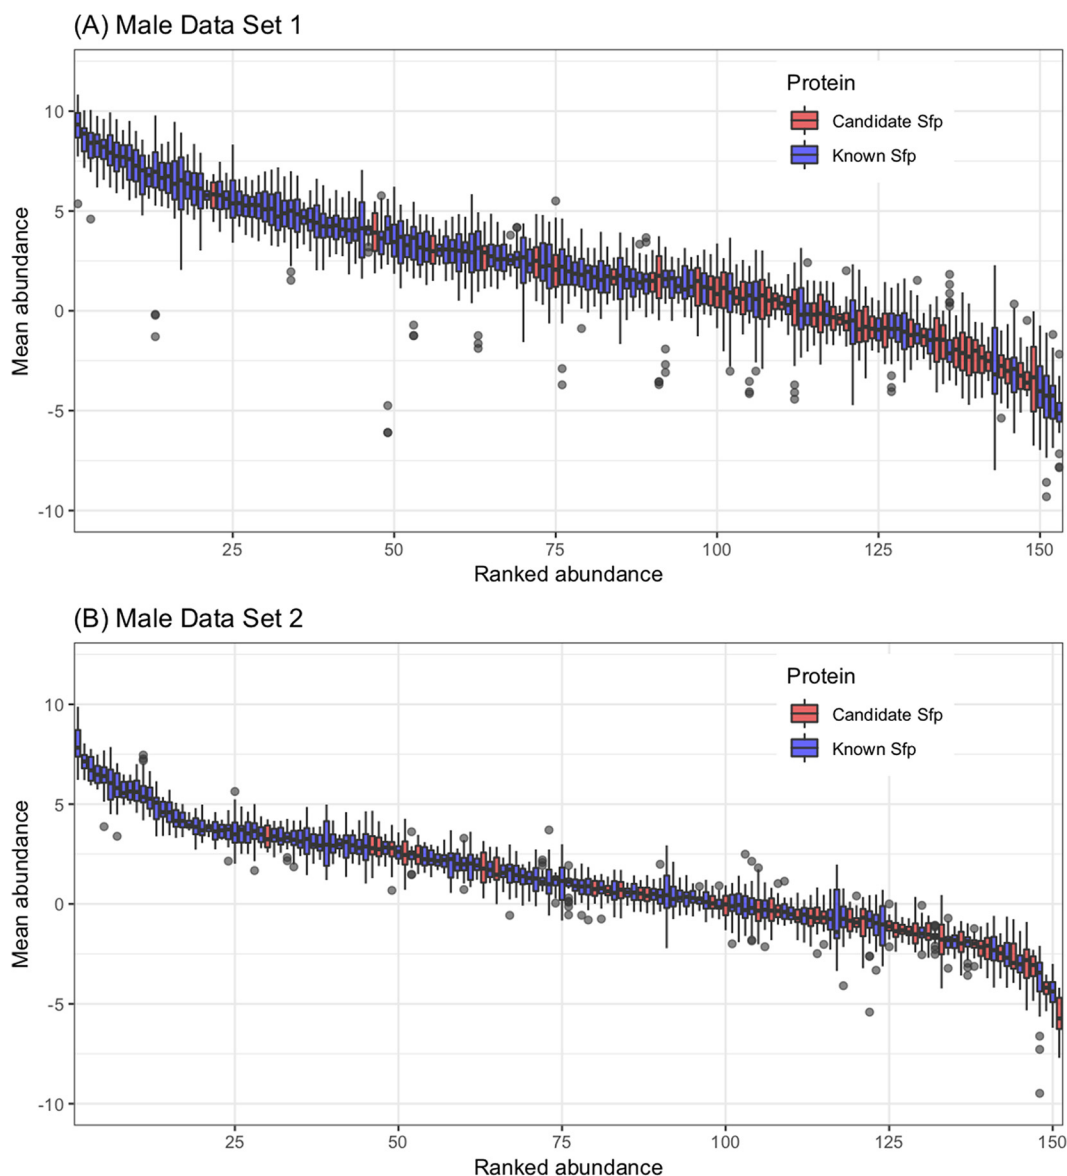 (A) Male Data Set 1
Protein
Candidate Sfp
Known Sfp
Mean abundance
10
5
0
-5
-10
25 50 75 100 125 150
Ranked abundance
(B) Male Data Set 2
Protein
Candidate Sfp
Known Sfp
Mean abundance
10
5
0
-5
-10
25 50 75 100 125 150
Ranked abundance